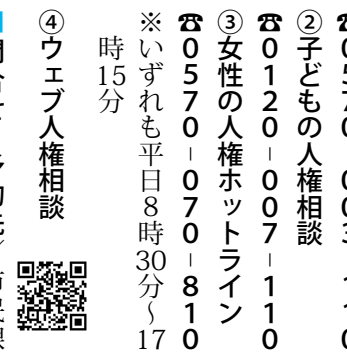 ②子どもの人権相談
☎0120-007-110
③女性の人権ホットライン
☎0570-070-810
※いずれも平日8時30分〜17
時15分
④ウェブ人権相談